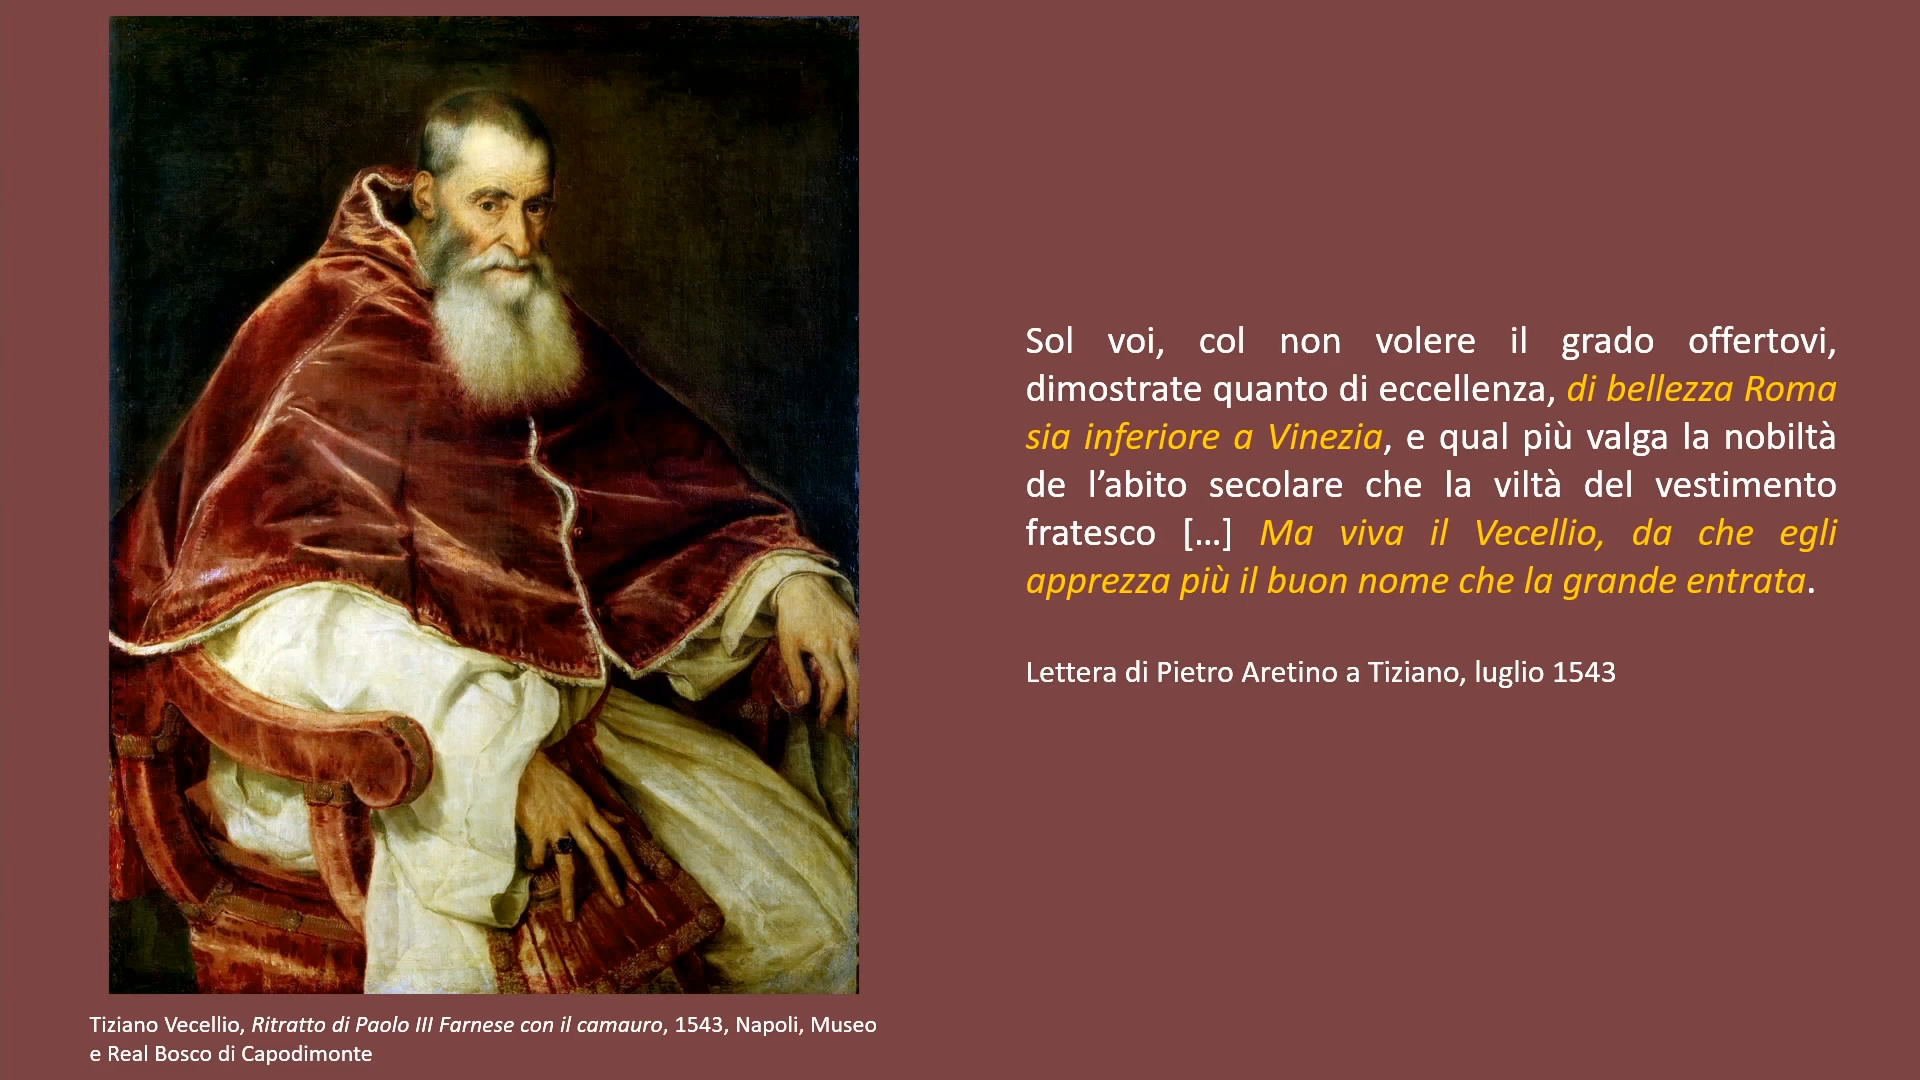 Sol voi, col non volere il grado offertovi,
dimostrate quanto di eccellenza, di bellezza Roma
sia inferiore a Vinezia, e qual più valga la nobiltà
de l’abito secolare che la viltà del vestimento
fratesco [...] Ma viva il Vecellio, da che egli
apprezza più il buon nome che la grande entrata.
Lettera di Pietro Aretino a Tiziano, luglio 1543
Tiziano Vecellio, Ritratto di Paolo III Farnese con il camauro, 1543, Napoli, Museo
e Real Bosco di Capodimonte